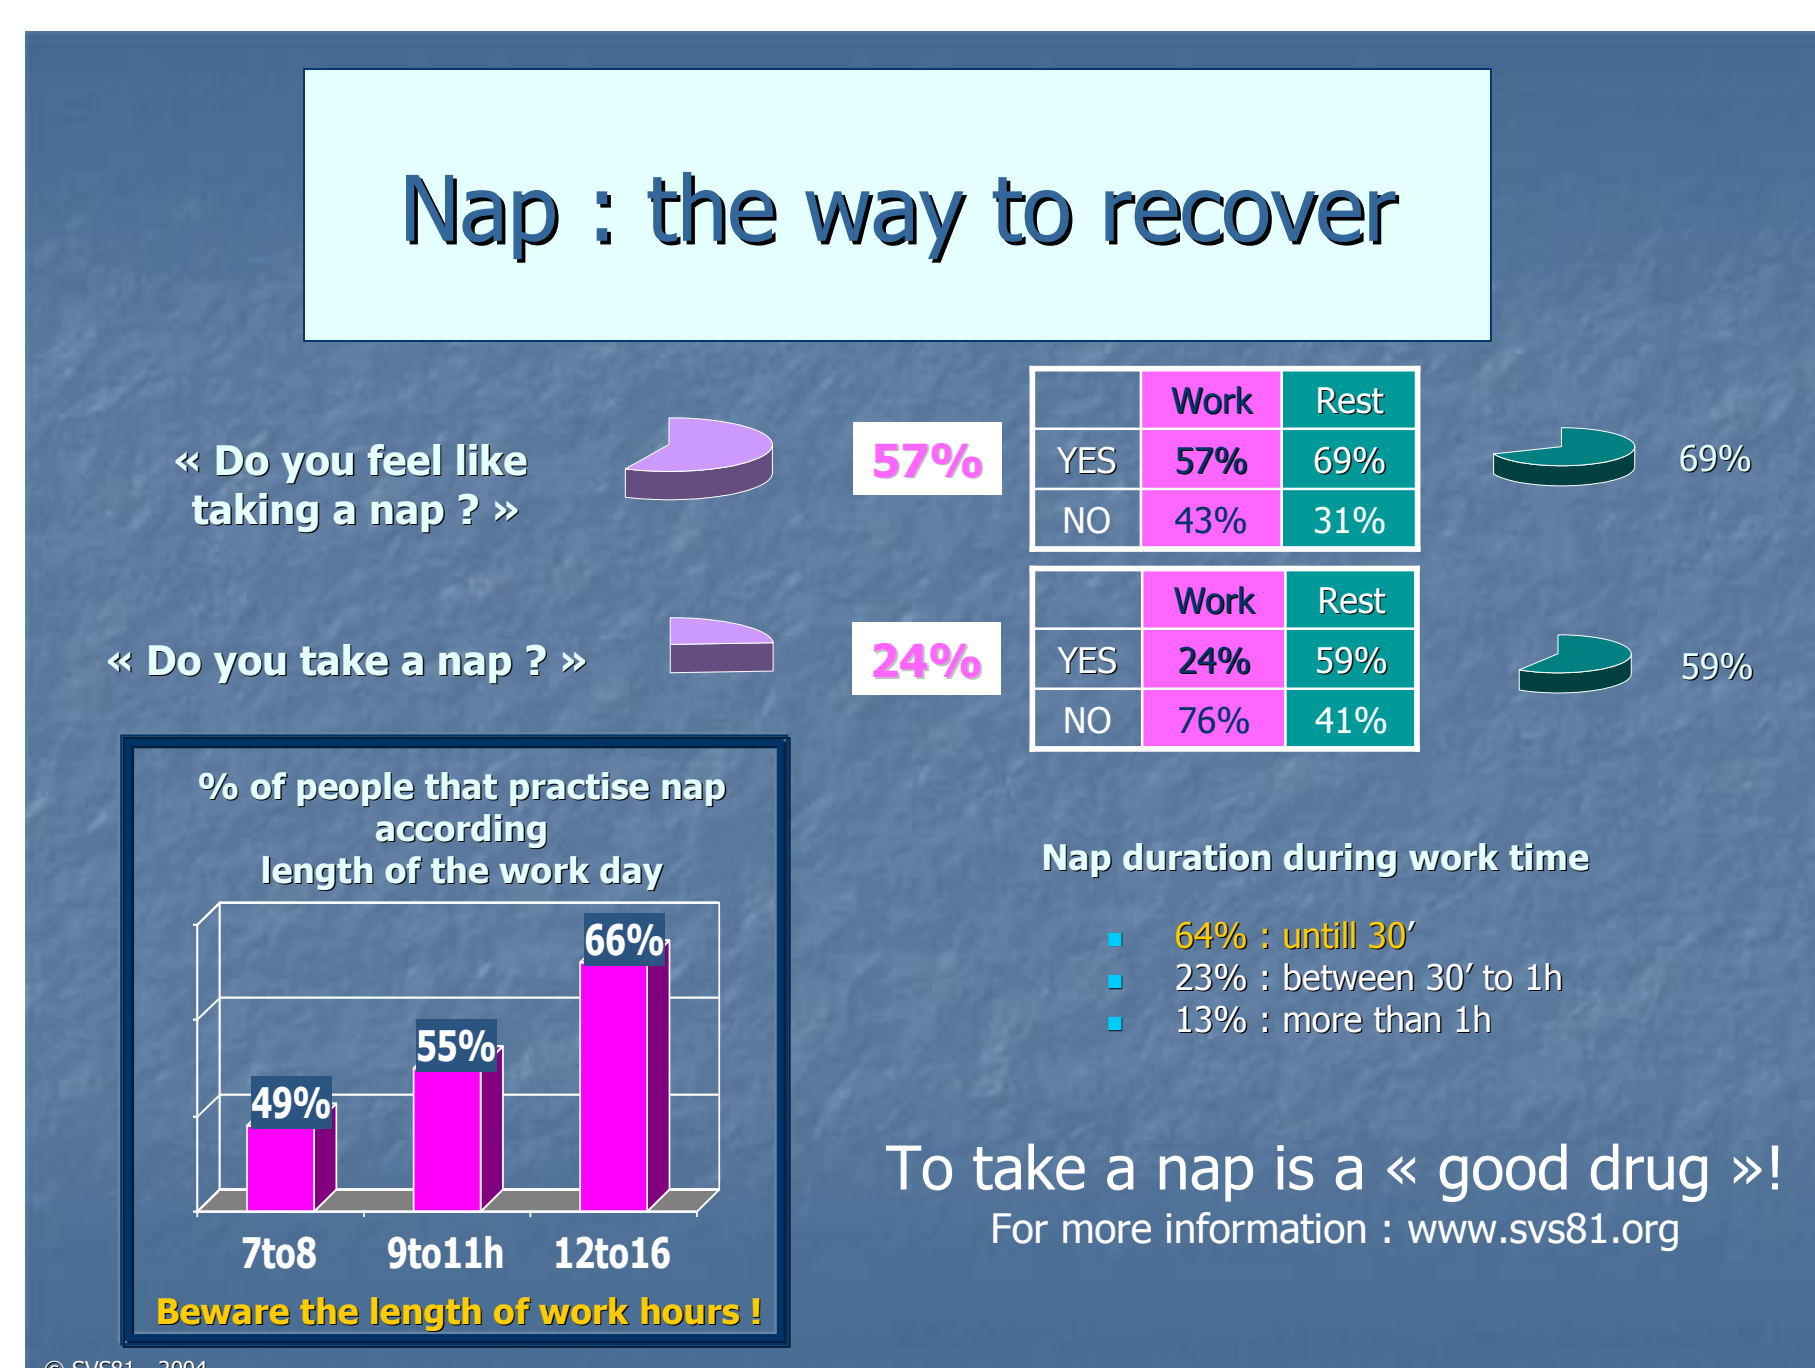 Nap : the way to recover
« Do you feel like
taking a nap ? »
57%
Work Rest
YES 57% 69%
NO 43% 31%
69%
« Do you take a nap ? »
24%
Work Rest
YES 24% 59%
NO 76% 41%
59%
% of people that practise nap
according
length of the work day
49%
55%
66%
7to8 9to11h 12to16
Beware the length of work hours !
Nap duration during work time
64% : untill 30’
23% : between 30’ to 1h
13% : more than 1h
To take a nap is a « good drug »!
For more information : www.svs81.org
© SVS81 - 2004